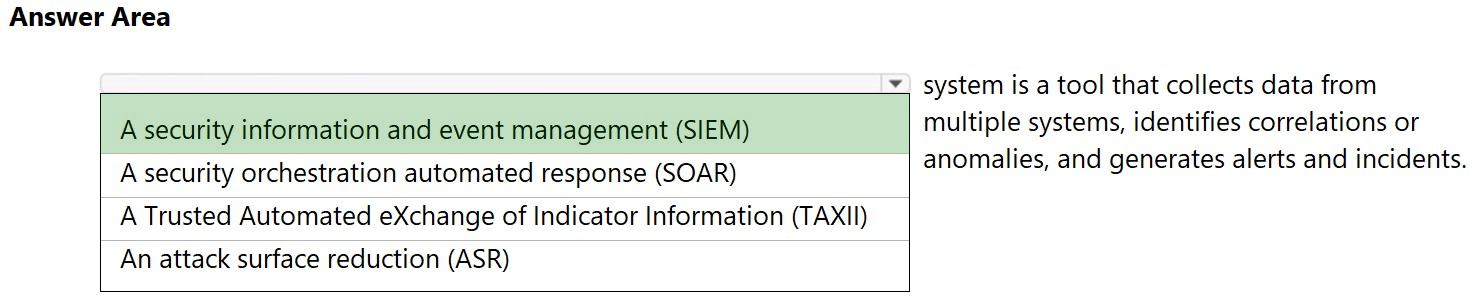 Answer Area
system is a tool that collects data from
multiple systems, identifies correlations or
anomalies, and generates alerts and incidents.
A security information and event management (SIEM)
A security orchestration automated response (SOAR)
A Trusted Automated eXchange of Indicator Information (TAXII)
An attack surface reduction (ASR)